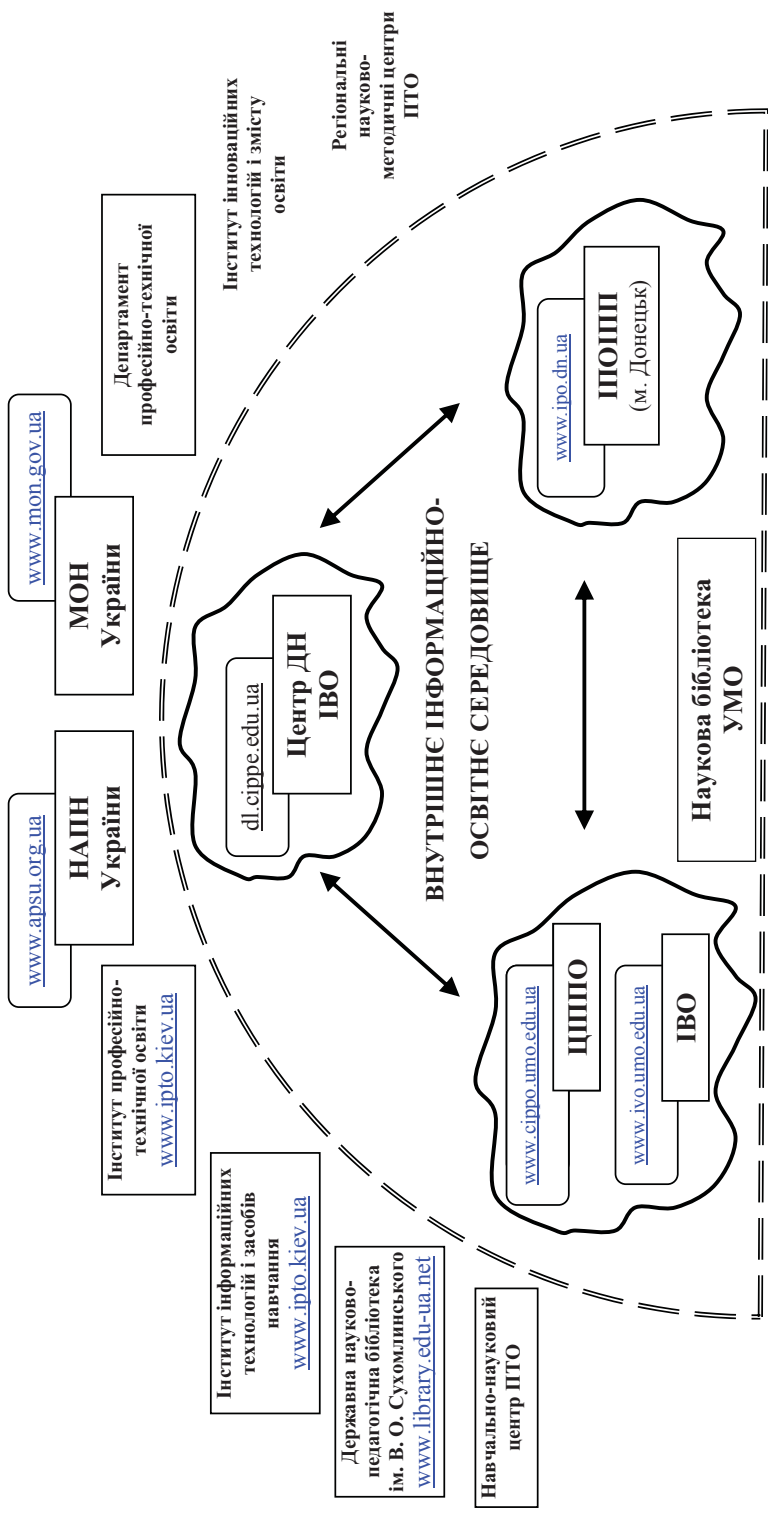 www.apsu.org.ua
НАПН
України
www.mon.gov.ua
МОН
України
Інститут професійно-
технічної освіти
www.ipto.kiev.ua
Департамент
професійно-технічної
освіти
Інститут інформаційних
технологій і засобів
навчання
www.ipto.kiev.ua
Інститут інноваційних
технологій і змісту
освіти
Державна науково-
педагогічна бібліотека
ім. В. О. Сухомлинського
www.library.edu-ua.net
Регіональні
науково-
методичні центри
ПТО
Навчально-науковий
центр ПТО
dl.cippe.edu.ua
Центр ДН
ІВО
ВНУТРІШНЄ ІНФОРМАЦІЙНО-
ОСВІТНЄ СЕРЕДОВИЩЕ
www.cippo.umo.edu.ua
ЦІППО
www.ivo.umo.edu.ua
ІВО
www.ipo.dn.ua
ІПОІПП
(м. Донецьк)
Наукова бібліотека
УМО